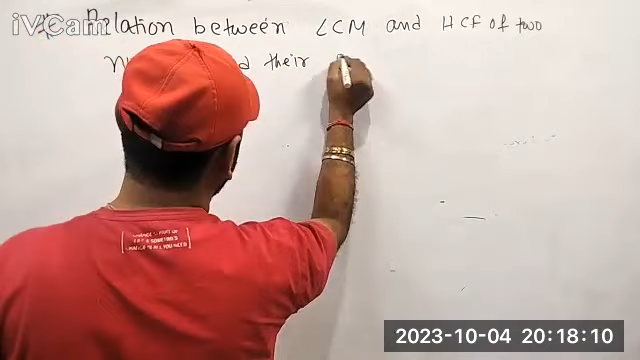 iVCam
Relation between LCM and HCF of two
their
2023-10-04 20:18:10